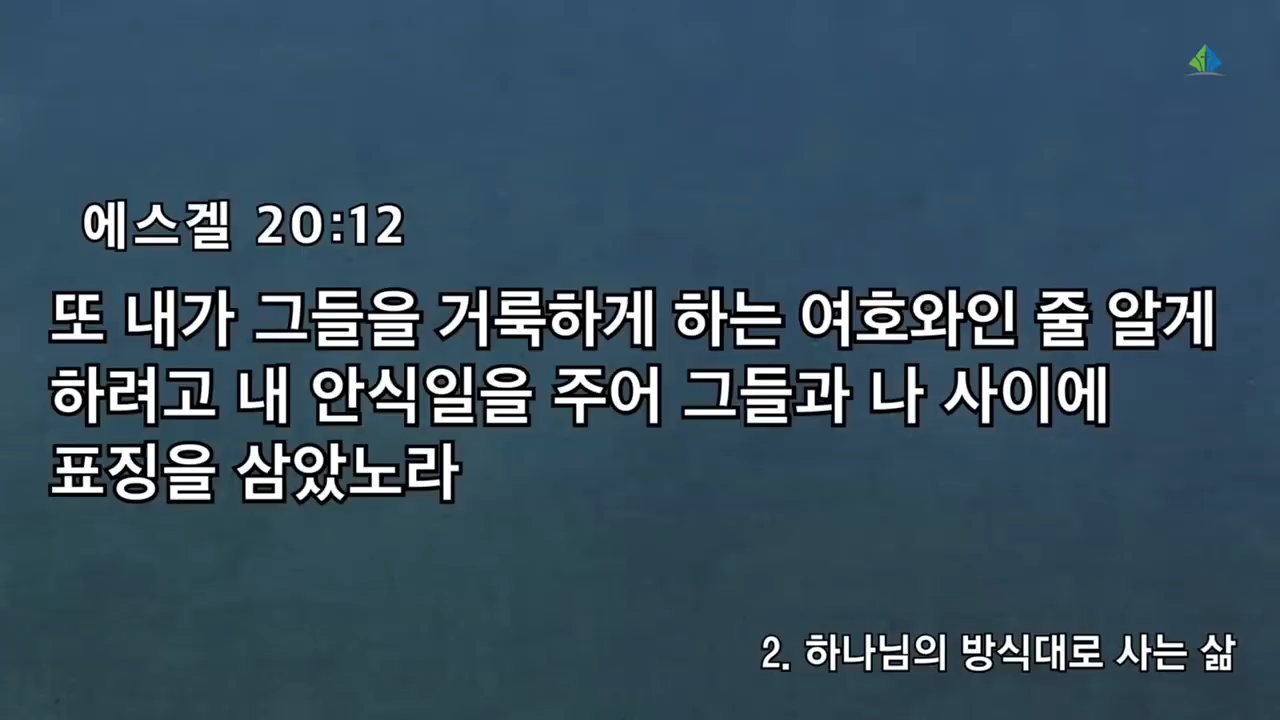 에스겔 20:12
또 내가 그들을 거룩하게 하는 여호와인 줄 알게
하려고 내 안식일을 주어 그들과 나 사이에
표징을 삼았노라
2. 하나님의 방식대로 사는 삶